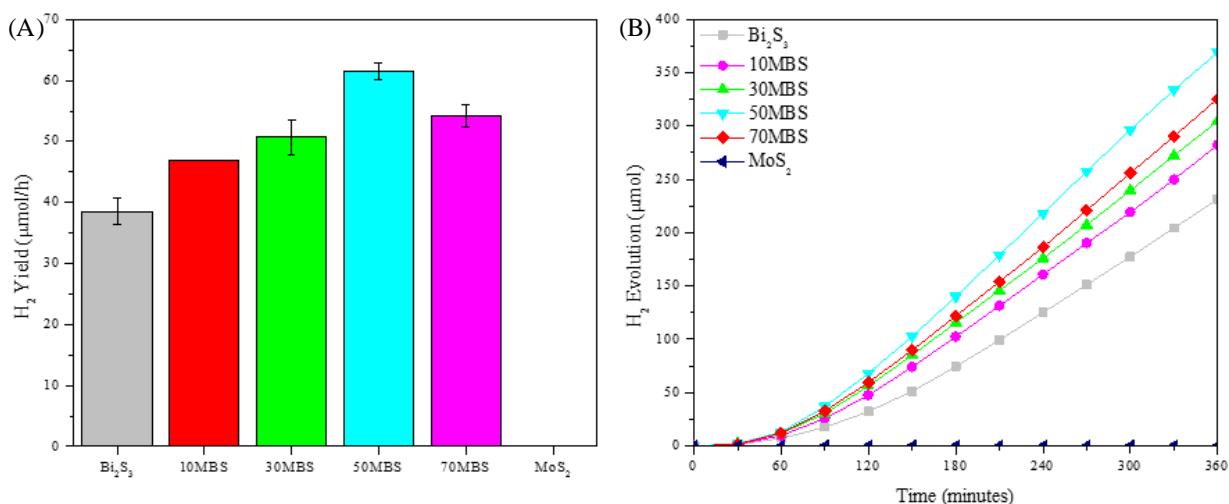 (A)
H₂ Yield (µmol/h)
70
60
50
40
30
20
10
0
Bi₂S₃ 10MBS 30MBS 50MBS 70MBS MoS₂
(B)
H₂ Evolution (µmol)
400
350
300
250
200
150
100
50
0
Bi₂S₃
10MBS
30MBS
50MBS
70MBS
MoS₂
0 60 120 180 240 300 360
Time (minutes)